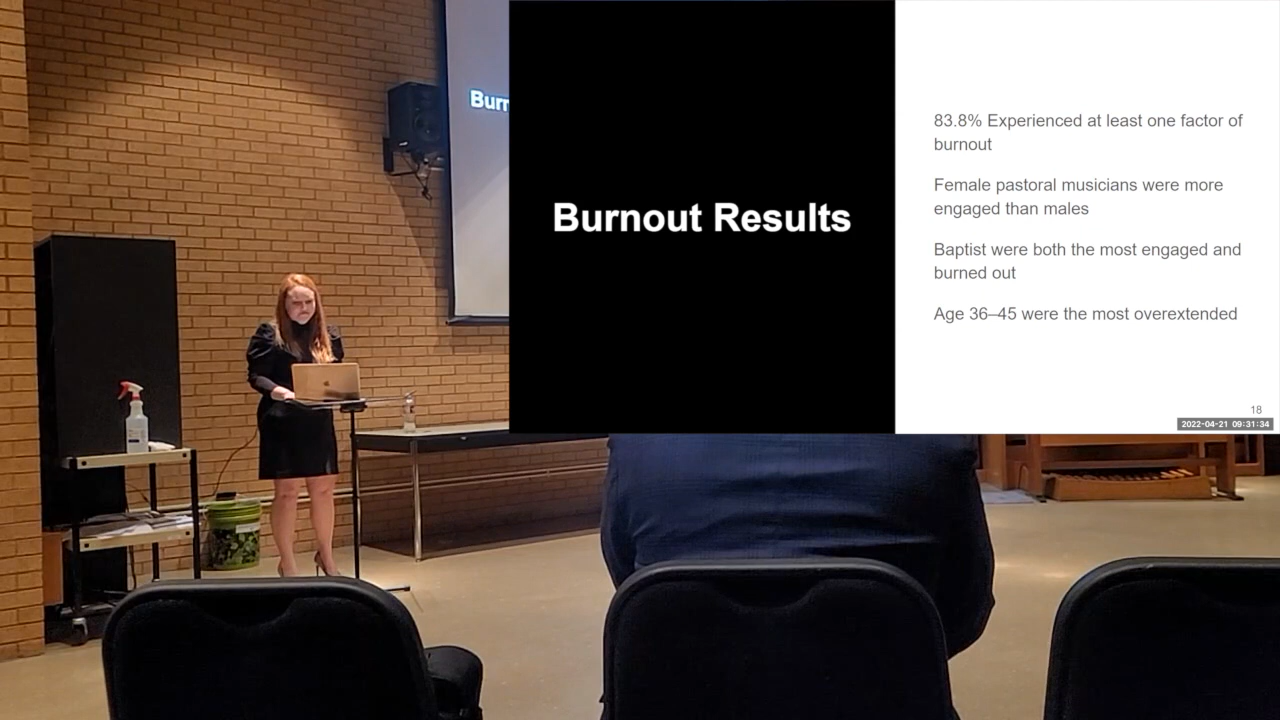 Burn
Burnout Results
83.8% Experienced at least one factor of
burnout
Female pastoral musicians were more
engaged than males
Baptist were both the most engaged and
burned out
Age 36–45 were the most overextended
18
2022-04-21 09:31:34